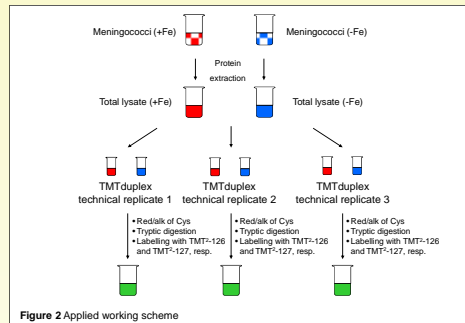 Meningococci (+Fe)
Meningococci (-Fe)
Protein
extraction
Total lysate (+Fe)
Total lysate (-Fe)
TMTduplex
technical replicate 1
TMTduplex
technical replicate 2
TMTduplex
technical replicate 3
• Red/alk of Cys
• Tryptic digestion
• Labelling with TMT²-126
and TMT²-127, resp.
• Red/alk of Cys
• Tryptic digestion
• Labelling with TMT²-126
and TMT²-127, resp.
• Red/alk of Cys
• Tryptic digestion
• Labelling with TMT²-126
and TMT²-127, resp.
Figure 2 Applied working scheme